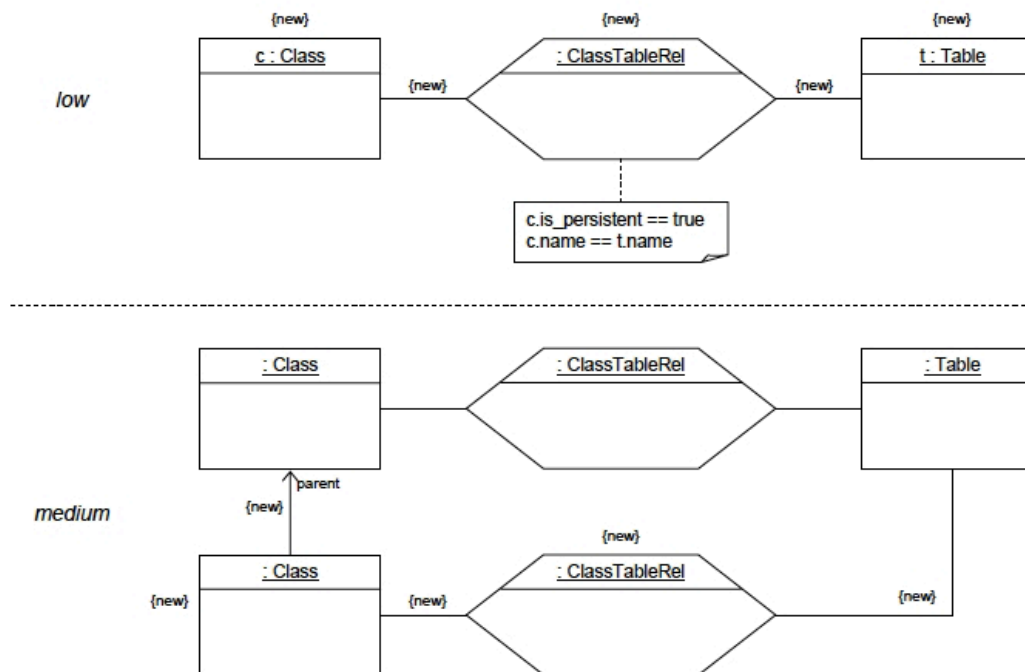 {new} {new} {new}
c : Class : ClassTableRel t : Table
low
{new} {new}
c.is_persistent == true
c.name == t.name
: Class : ClassTableRel : Table
parent
{new}
medium
{new}
: Class : ClassTableRel
{new} {new} {new}